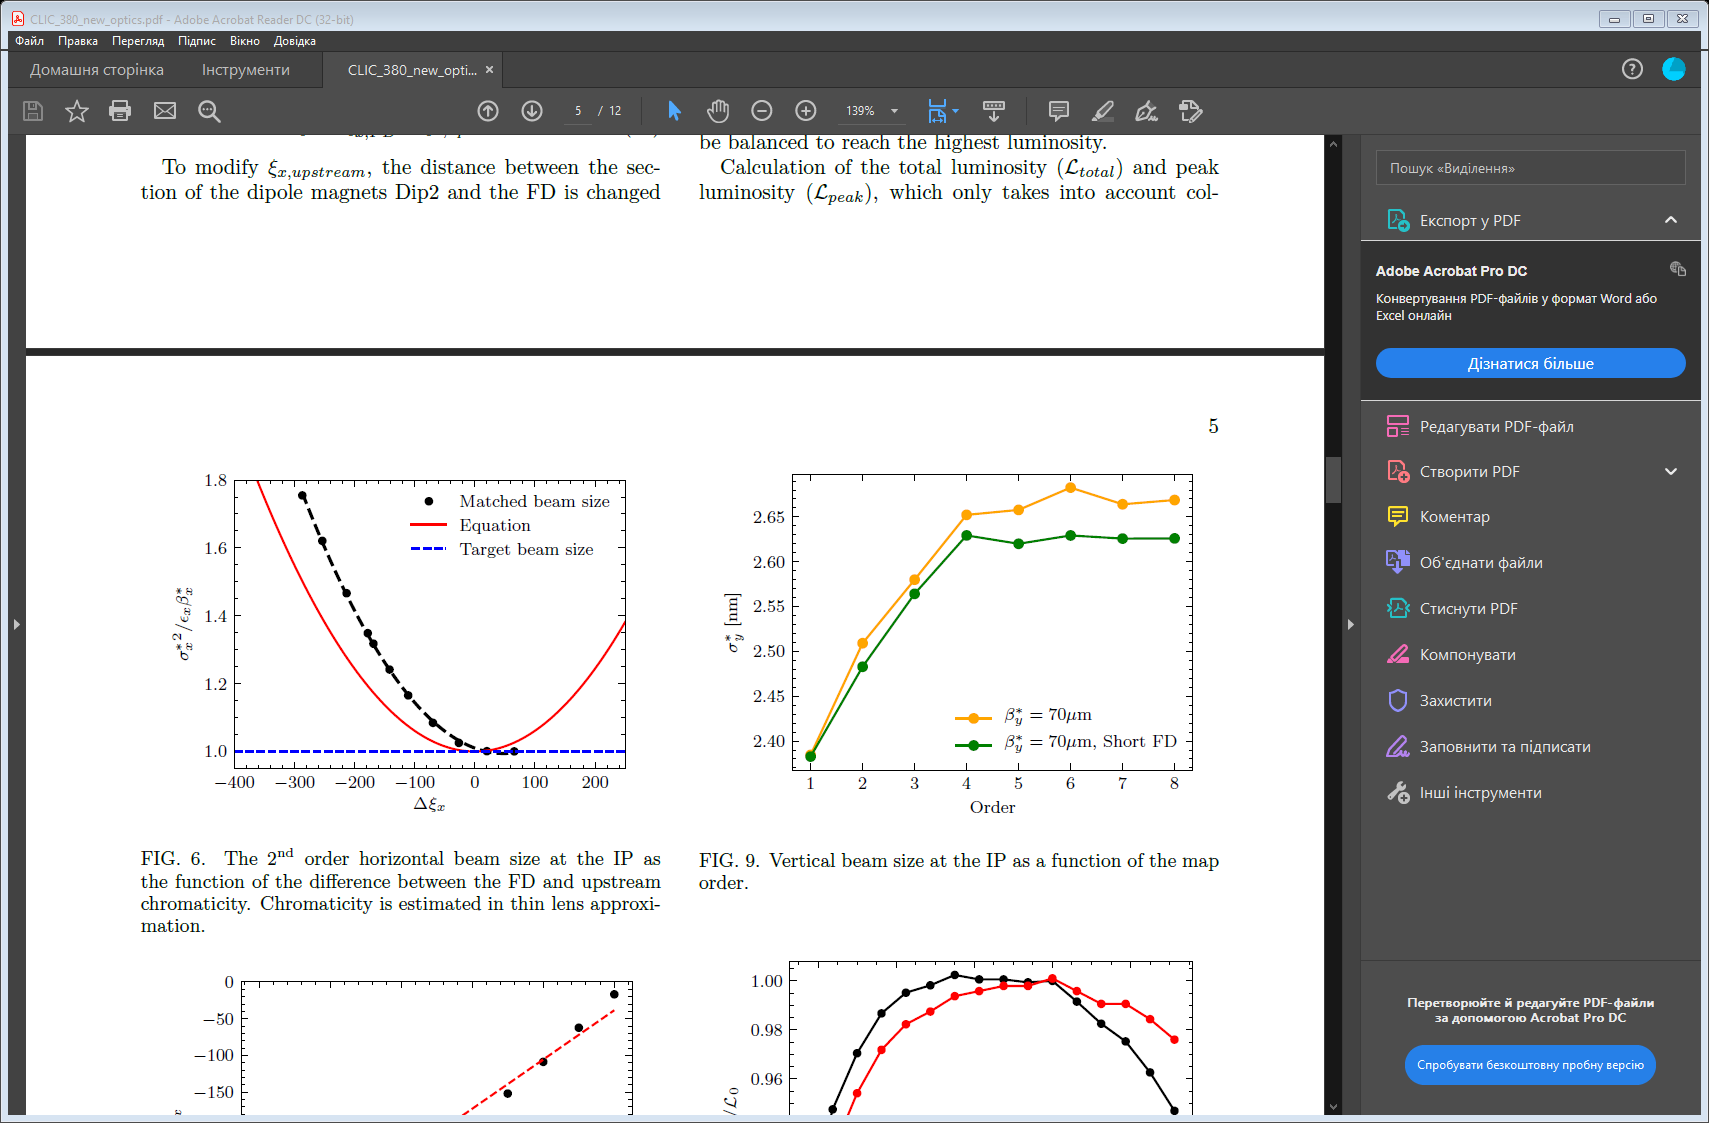 CLIC_380_new_optics.pdf - Adobe Acrobat Reader DC (32-bit)
Файл Правка Перегляд Підпис Вікно Довідка
Домашня сторінка Інструменти CLIC_380_new_opti... ×
5 / 12 139%
be balanced to reach the highest luminosity.
To modify ξx,upstream, the distance between the sec-
tion of the dipole magnets Dip2 and the FD is changed
Calculation of the total luminosity (ℒtotal) and peak
luminosity (ℒpeak), which only takes into account col-
5
1.8
1.6
1.4
1.2
1.0
σ*x²/ϵxβ*x
Matched beam size
Equation
Target beam size
−400 −300 −200 −100 0 100 200
Δξx
FIG. 6. The 2nd order horizontal beam size at the IP as
the function of the difference between the FD and upstream
chromaticity. Chromaticity is estimated in thin lens approxi-
mation.
0
−50
−100
−150
x
2.65
2.60
2.55
2.50
2.45
2.40
σ*y [nm]
β*y = 70μm
β*y = 70μm, Short FD
1 2 3 4 5 6 7 8
Order
FIG. 9. Vertical beam size at the IP as a function of the map
order.
1.00
0.98
0.96
/ℒ0
Пошук «Виділення»
Експорт у PDF
Adobe Acrobat Pro DC
Конвертування PDF-файлів у формат Word або
Excel онлайн
Дізнатися більше
Редагувати PDF-файл
Створити PDF
Коментар
Об'єднати файли
Стиснути PDF
Компонувати
Захистити
Заповнити та підписати
Інші інструменти
Перетворюйте й редагуйте PDF-файли
за допомогою Acrobat Pro DC
Спробувати безкоштовну пробну версію